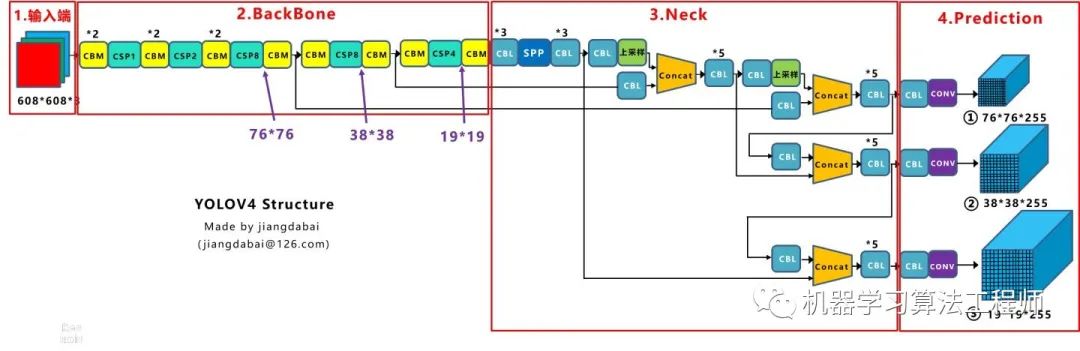 1.输入端
2.BackBone
3.Neck
4.Prediction
*2 *2 *2
CBM CSP1 CBM CSP2 CBM CSP8 CBM CBM CSP8 CBM CBM CSP4 CBM
608*608*3
76*76
38*38
19*19
*3 *3
CBL SPP CBL CBL 上采样
CBL
Concat
*5
CBL CBL 上采样
CBL
Concat
*5
CBL CBL CONV
① 76*76*255
CBL
Concat
*5
CBL CBL CONV
② 38*38*255
CBL
Concat
*5
CBL CBL CONV
③ 19*19*255
YOLOV4 Structure
Made by jiangdabai
(jiangdabai@126.com)
机器学习算法工程师